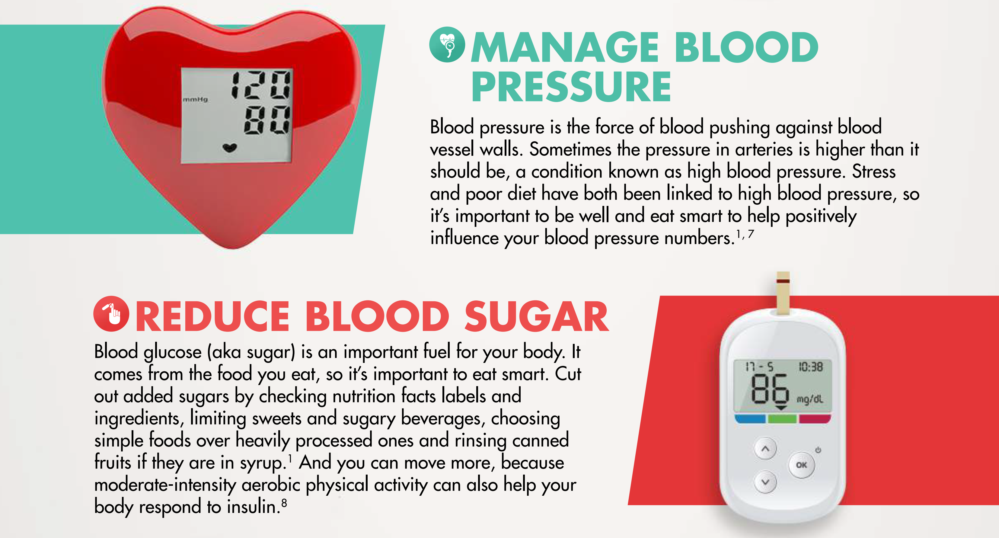 120
mmHg
80
MANAGE BLOOD
PRESSURE
Blood pressure is the force of blood pushing against blood
vessel walls. Sometimes the pressure in arteries is higher than it
should be, a condition known as high blood pressure. Stress
and poor diet have both been linked to high blood pressure, so
it’s important to be well and eat smart to help positively
influence your blood pressure numbers.1, 7
REDUCE BLOOD SUGAR
Blood glucose (aka sugar) is an important fuel for your body. It
comes from the food you eat, so it’s important to eat smart. Cut
out added sugars by checking nutrition facts labels and
ingredients, limiting sweets and sugary beverages, choosing
simple foods over heavily processed ones and rinsing canned
fruits if they are in syrup.1 And you can move more, because
moderate-intensity aerobic physical activity can also help your
body respond to insulin.8
17 - 5 10:38
86 mg/dL
OK